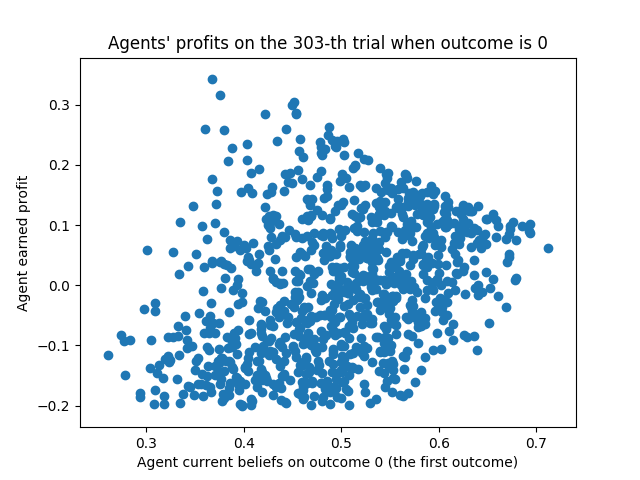 Agents' profits on the 303-th trial when outcome is 0
Agent earned profit
0.3
0.2
0.1
0.0
−0.1
−0.2
0.3 0.4 0.5 0.6 0.7
Agent current beliefs on outcome 0 (the first outcome)